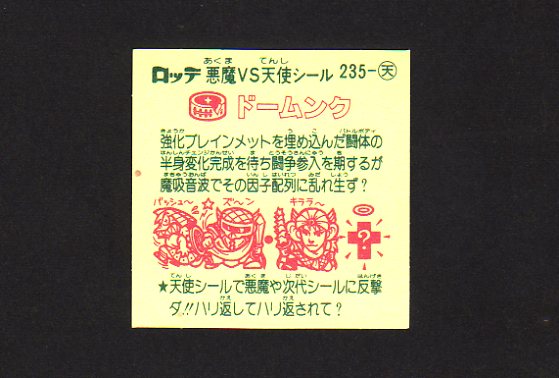 ロッテ 悪魔VS天使シール 235-天
ドームンク
強化ブレインメットを埋め込んだ闘体の
半身変化完成を待ち闘争参入を期するが
魔吸音波でその因子配列に乱れ生ず？
パッシュ〜 ズ〜ン キララ〜
？
★天使シールで悪魔や次代シールに反撃
ダ!!ハリ返してハリ返されて？